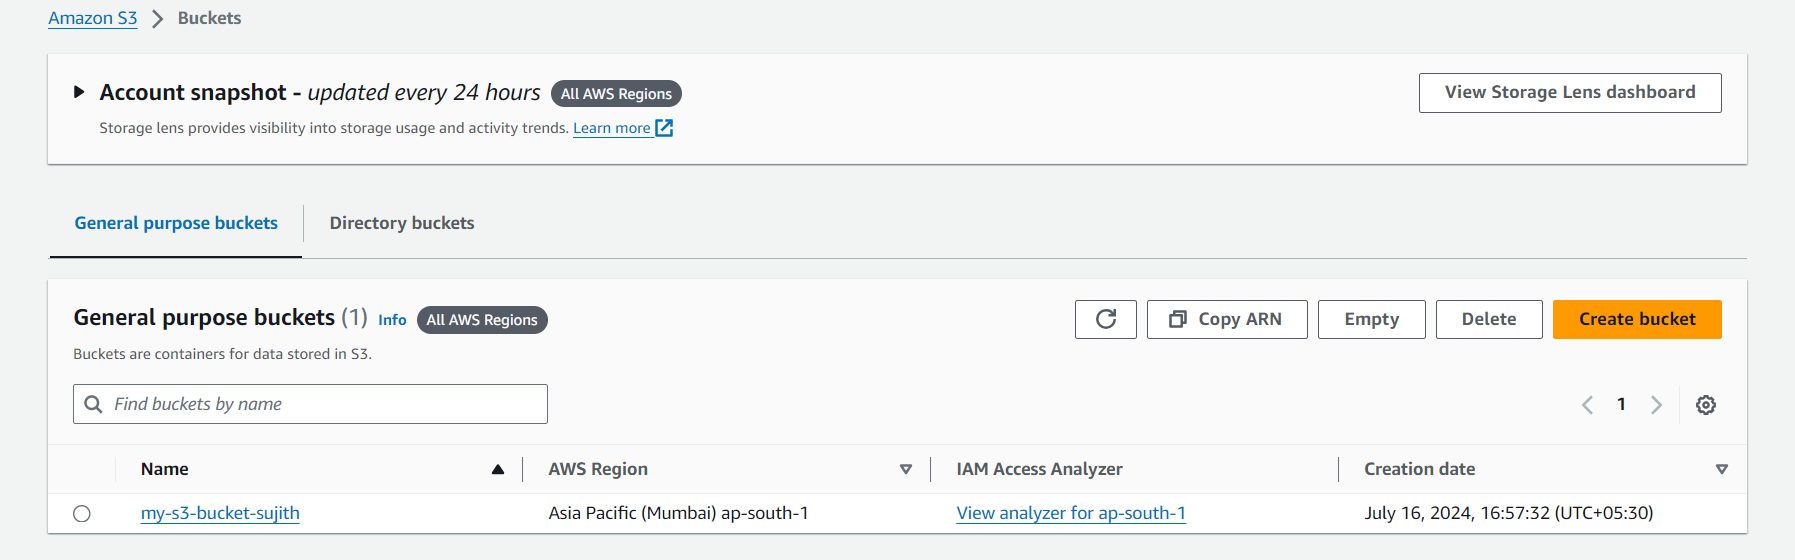 Amazon S3 > Buckets
Account snapshot - updated every 24 hours All AWS Regions View Storage Lens dashboard
Storage lens provides visibility into storage usage and activity trends. Learn more
General purpose buckets Directory buckets
General purpose buckets (1) Info All AWS Regions Copy ARN Empty Delete Create bucket
Buckets are containers for data stored in S3.
Find buckets by name 1
Name AWS Region IAM Access Analyzer Creation date
my-s3-bucket-sujith Asia Pacific (Mumbai) ap-south-1 View analyzer for ap-south-1 July 16, 2024, 16:57:32 (UTC+05:30)